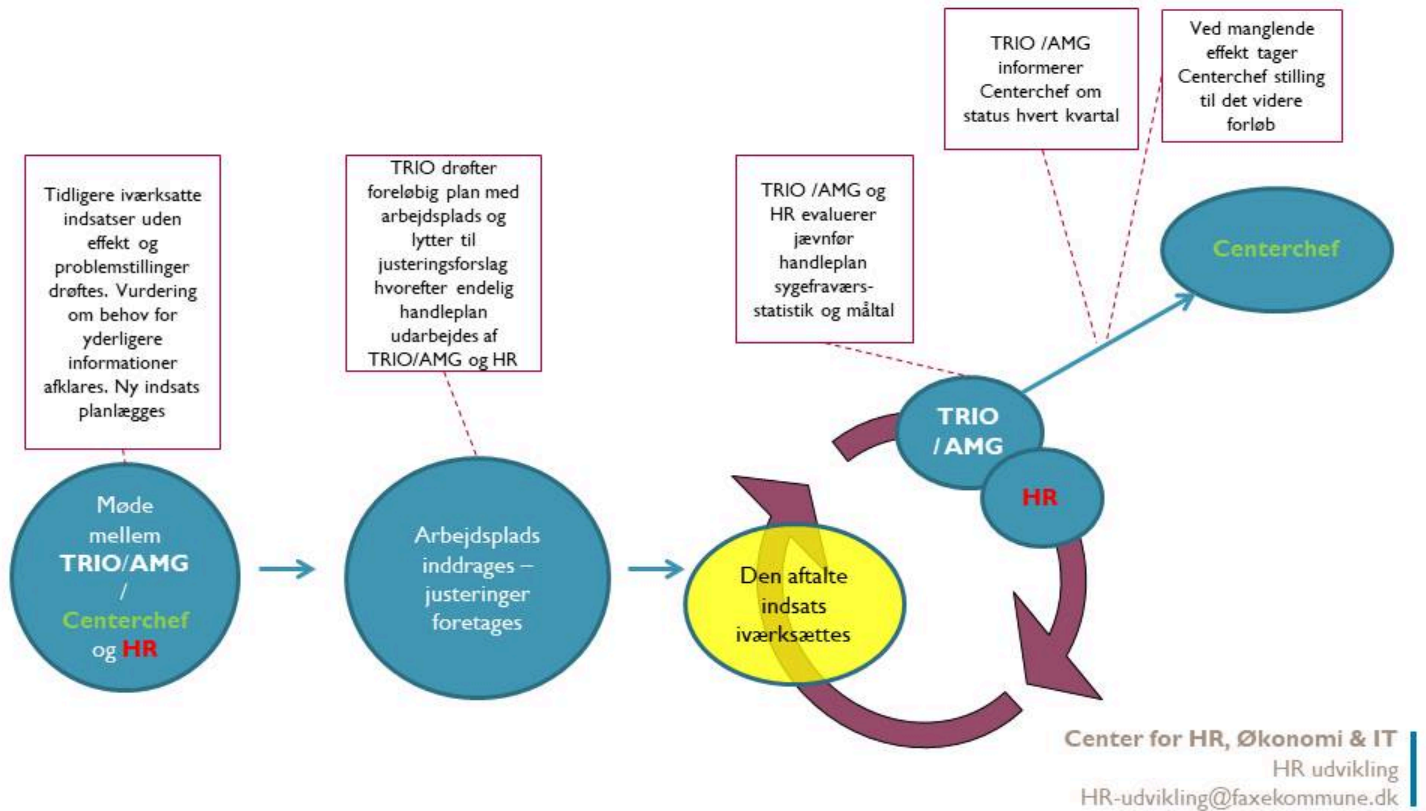 Tidligere iværksatte
indsatser uden
effekt og
problemstillinger
drøftes. Vurdering
om behov for
yderligere
informationer
afklares. Ny indsats
planlægges
TRIO drøfter
foreløbig plan med
arbejdsplads og
lytter til
justeringsforslag
hvorefter endelig
handleplan
udarbejdes af
TRIO/AMG og HR
TRIO /AMG og
HR evaluerer
jævnfør
handleplan
sygefraværs-
statistik og måltal
TRIO /AMG
informerer
Centerchef om
status hvert kvartal
Ved manglende
effekt tager
Centerchef stilling
til det videre
forløb
Møde
mellem
TRIO/AMG
/
Centerchef
og HR
Arbejdsplads
inddrages –
justeringer
foretages
Den aftalte
indsats
iværksættes
TRIO
/AMG
HR
Centerchef
Center for HR, Økonomi & IT
HR udvikling
HR-udvikling@faxekommune.dk